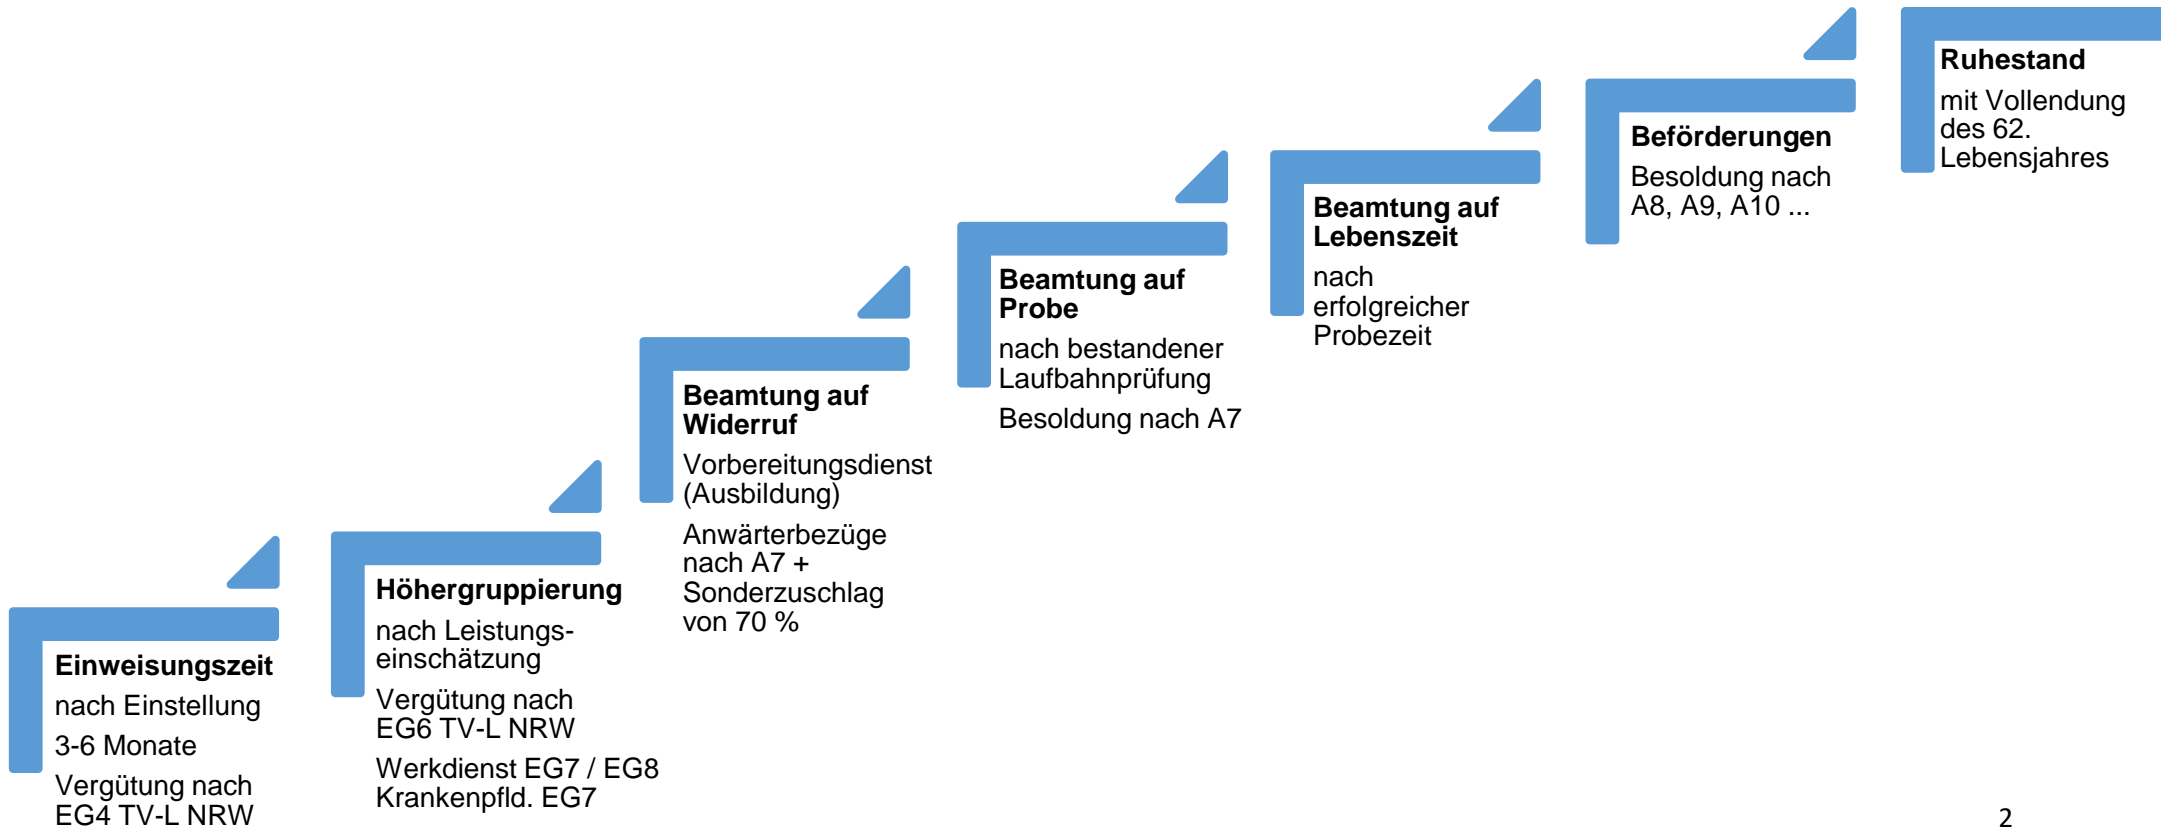 Einweisungszeit
nach Einstellung
3-6 Monate
Vergütung nach
EG4 TV-L NRW
Höhergruppierung
nach Leistungs-
einschätzung
Vergütung nach
EG6 TV-L NRW
Werkdienst EG7 / EG8
Krankenpfld. EG7
Beamtung auf
Widerruf
Vorbereitungsdienst
(Ausbildung)
Anwärterbezüge
nach A7 +
Sonderzuschlag
von 70 %
Beamtung auf
Probe
nach bestandener
Laufbahnprüfung
Besoldung nach A7
Beamtung auf
Lebenszeit
nach
erfolgreicher
Probezeit
Beförderungen
Besoldung nach
A8, A9, A10 ...
Ruhestand
mit Vollendung
des 62.
Lebensjahres
2